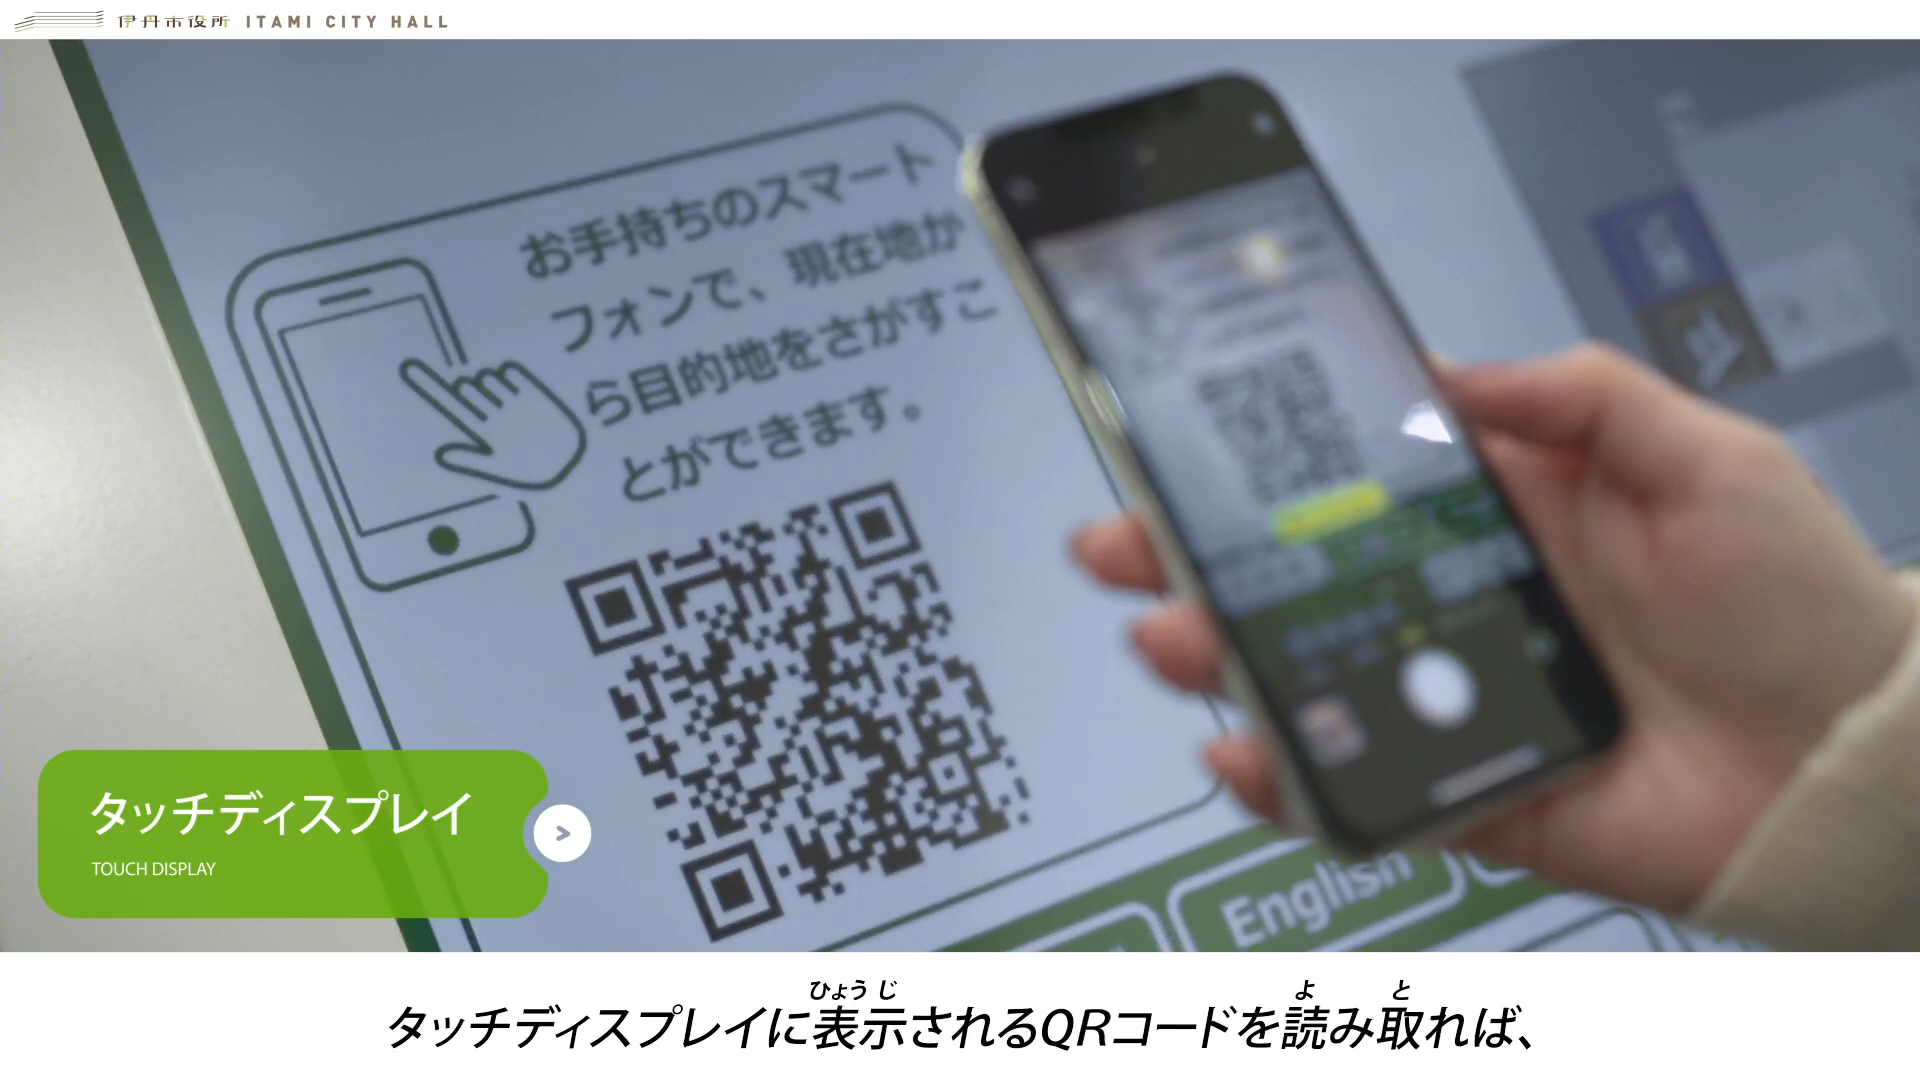 伊丹市役所 ITAMI CITY HALL
お手持ちのスマート
フォンで、現在地か
ら目的地をさがすこ
とができます。
English
タッチディスプレイ
TOUCH DISPLAY
ひょう じ よ と
タッチディスプレイに表示されるQRコードを読み取れば、